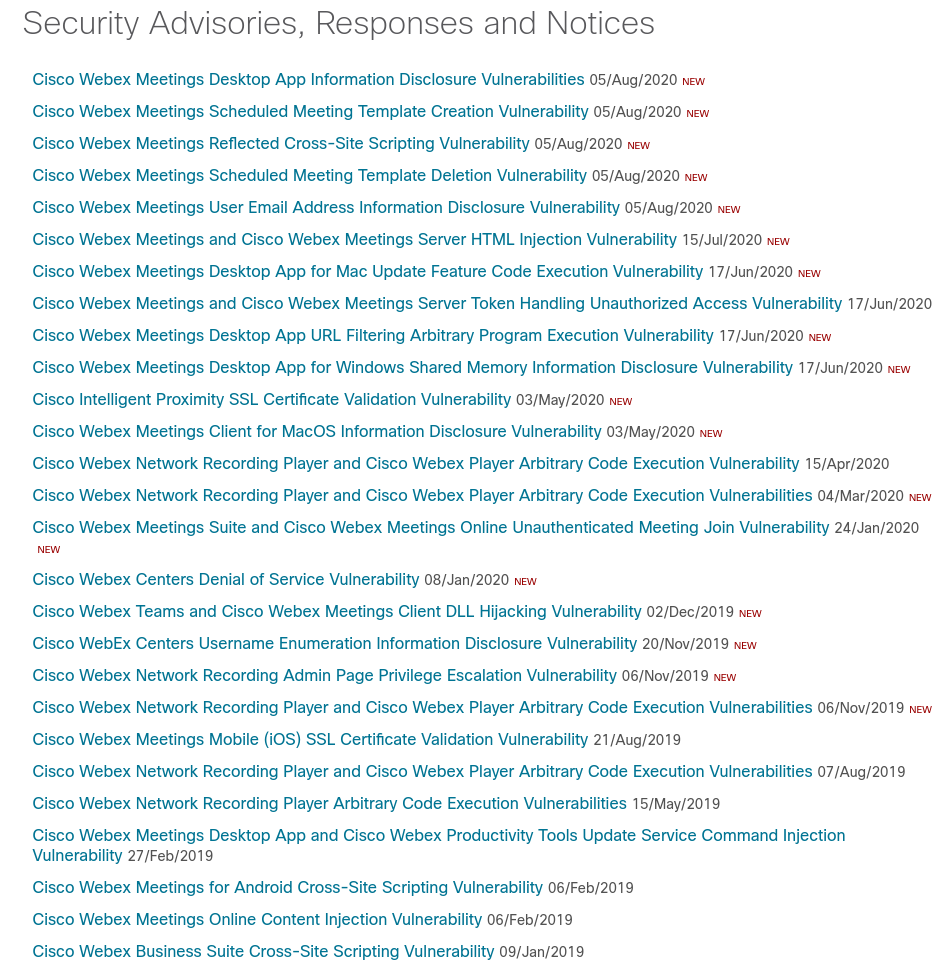 Security Advisories, Responses and Notices
Cisco Webex Meetings Desktop App Information Disclosure Vulnerabilities 05/Aug/2020 NEW
Cisco Webex Meetings Scheduled Meeting Template Creation Vulnerability 05/Aug/2020 NEW
Cisco Webex Meetings Reflected Cross-Site Scripting Vulnerability 05/Aug/2020 NEW
Cisco Webex Meetings Scheduled Meeting Template Deletion Vulnerability 05/Aug/2020 NEW
Cisco Webex Meetings User Email Address Information Disclosure Vulnerability 05/Aug/2020 NEW
Cisco Webex Meetings and Cisco Webex Meetings Server HTML Injection Vulnerability 15/Jul/2020 NEW
Cisco Webex Meetings Desktop App for Mac Update Feature Code Execution Vulnerability 17/Jun/2020 NEW
Cisco Webex Meetings and Cisco Webex Meetings Server Token Handling Unauthorized Access Vulnerability 17/Jun/2020
Cisco Webex Meetings Desktop App URL Filtering Arbitrary Program Execution Vulnerability 17/Jun/2020 NEW
Cisco Webex Meetings Desktop App for Windows Shared Memory Information Disclosure Vulnerability 17/Jun/2020 NEW
Cisco Intelligent Proximity SSL Certificate Validation Vulnerability 03/May/2020 NEW
Cisco Webex Meetings Client for MacOS Information Disclosure Vulnerability 03/May/2020 NEW
Cisco Webex Network Recording Player and Cisco Webex Player Arbitrary Code Execution Vulnerability 15/Apr/2020
Cisco Webex Network Recording Player and Cisco Webex Player Arbitrary Code Execution Vulnerabilities 04/Mar/2020 NEW
Cisco Webex Meetings Suite and Cisco Webex Meetings Online Unauthenticated Meeting Join Vulnerability 24/Jan/2020
NEW
Cisco Webex Centers Denial of Service Vulnerability 08/Jan/2020 NEW
Cisco Webex Teams and Cisco Webex Meetings Client DLL Hijacking Vulnerability 02/Dec/2019 NEW
Cisco WebEx Centers Username Enumeration Information Disclosure Vulnerability 20/Nov/2019 NEW
Cisco Webex Network Recording Admin Page Privilege Escalation Vulnerability 06/Nov/2019 NEW
Cisco Webex Network Recording Player and Cisco Webex Player Arbitrary Code Execution Vulnerabilities 06/Nov/2019 NEW
Cisco Webex Meetings Mobile (iOS) SSL Certificate Validation Vulnerability 21/Aug/2019
Cisco Webex Network Recording Player and Cisco Webex Player Arbitrary Code Execution Vulnerabilities 07/Aug/2019
Cisco Webex Network Recording Player Arbitrary Code Execution Vulnerabilities 15/May/2019
Cisco Webex Meetings Desktop App and Cisco Webex Productivity Tools Update Service Command Injection
Vulnerability 27/Feb/2019
Cisco Webex Meetings for Android Cross-Site Scripting Vulnerability 06/Feb/2019
Cisco Webex Meetings Online Content Injection Vulnerability 06/Feb/2019
Cisco Webex Business Suite Cross-Site Scripting Vulnerability 09/Jan/2019